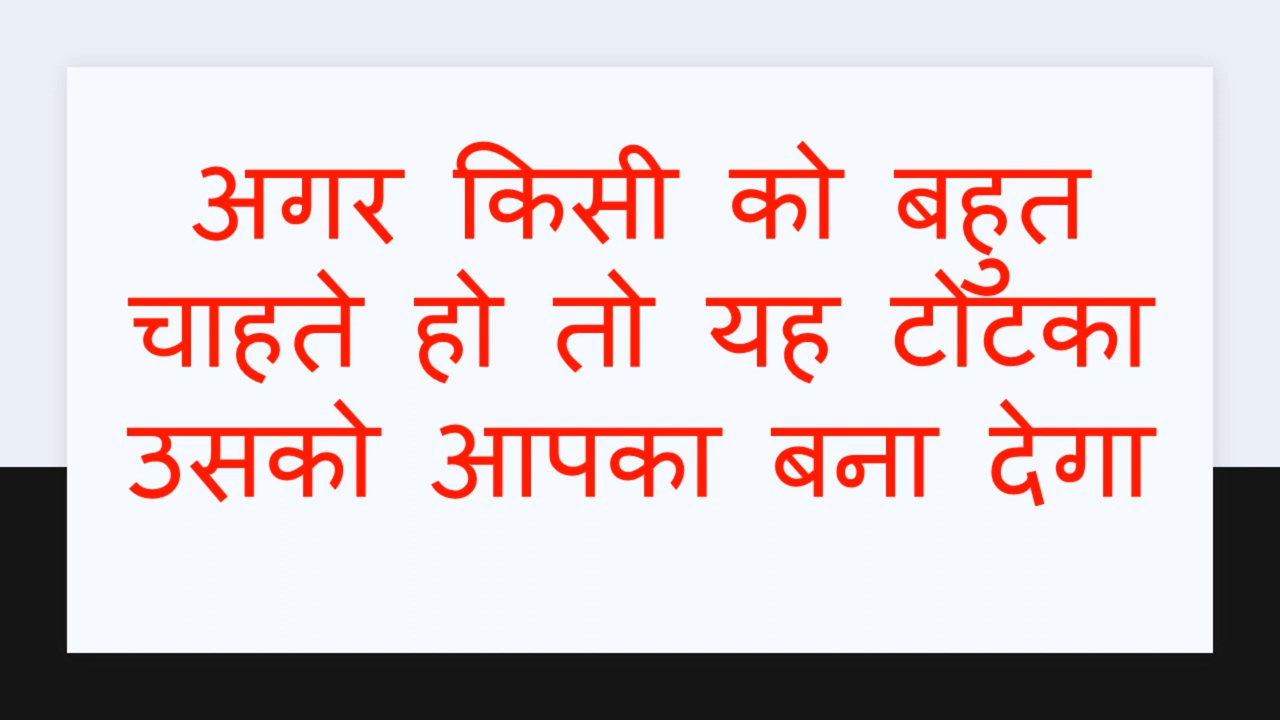 अगर किसी को बहुत
चाहते हो तो यह टोटका
उसको आपका बना देगा